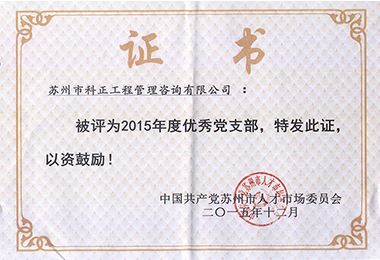 证书
苏州市科正工程管理咨询有限公司：
被评为2015年度优秀党支部，特发此证，
以资鼓励！
中国共产党苏州市人才市场委员会
二〇一五年十二月